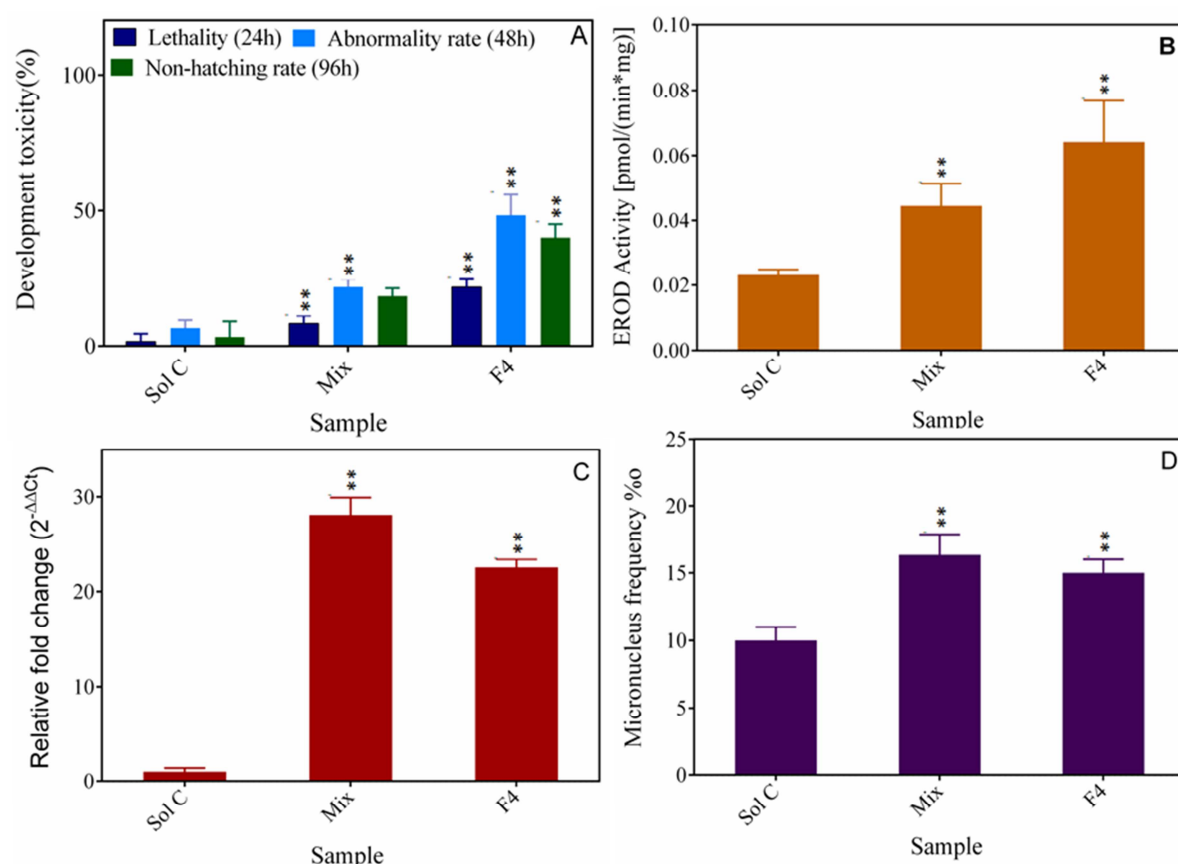 A
Lethality (24h) Abnormality rate (48h)
Non-hatching rate (96h)
Development toxicity(%)
100
50
0
** ** ** ** **
Sol C Mix F4
Sample
B
EROD Activity [pmol/(min*mg)]
0.10
0.08
0.06
0.04
0.02
0.00
** **
Sol C Mix F4
Sample
C
Relative fold change (2-ΔΔCt)
30
20
10
0
** **
Sol C Mix F4
Sample
D
Micronucleus frequency %o
25
20
15
10
5
0
** **
Sol C Mix F4
Sample